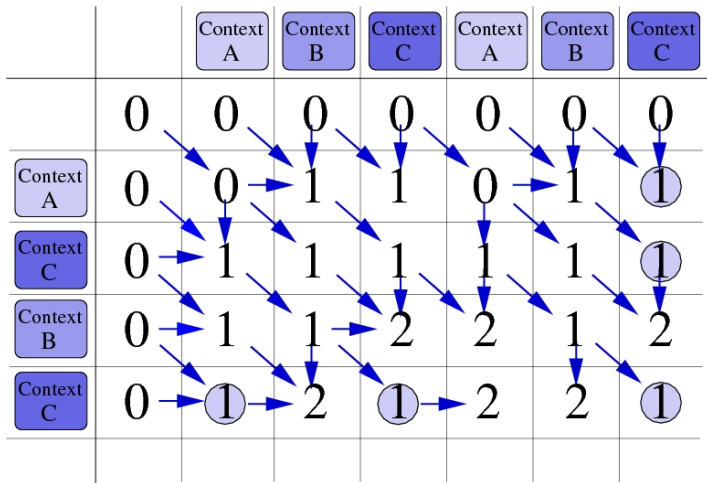 Context A Context B Context C Context A Context B Context C
0 0 0 0 0 0 0
Context A 0 0 1 1 0 1 1
Context C 0 1 1 1 1 1 1
Context B 0 1 1 2 2 1 2
Context C 0 1 2 1 2 2 1